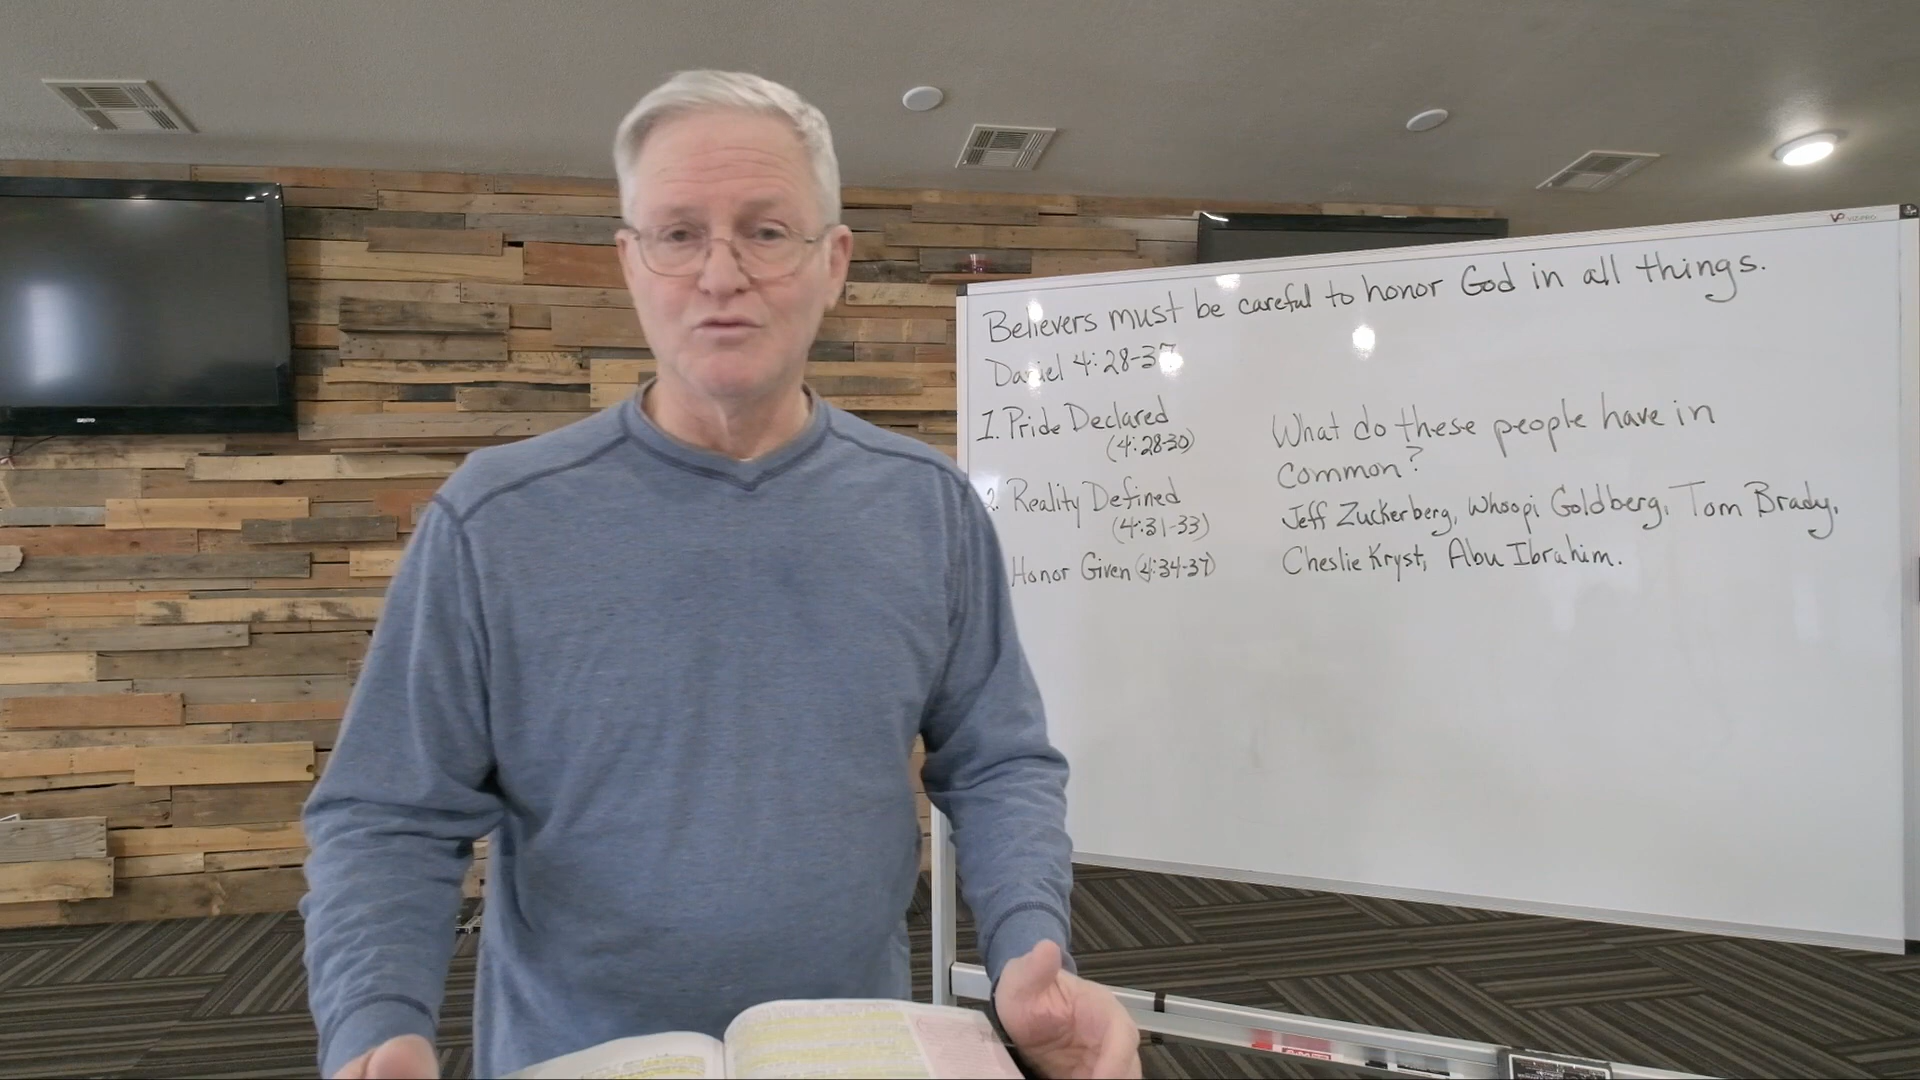 VIZ-PRO
Believers must be careful to honor God in all things.
Daniel 4:28-37
1. Pride Declared
(4:28-30)
2. Reality Defined
(4:31-33)
Honor Given (4:34-37)
What do these people have in
common?
Jeff Zuckerberg, Whoopi Goldberg, Tom Brady,
Cheslie Kryst, Abu Ibrahim.